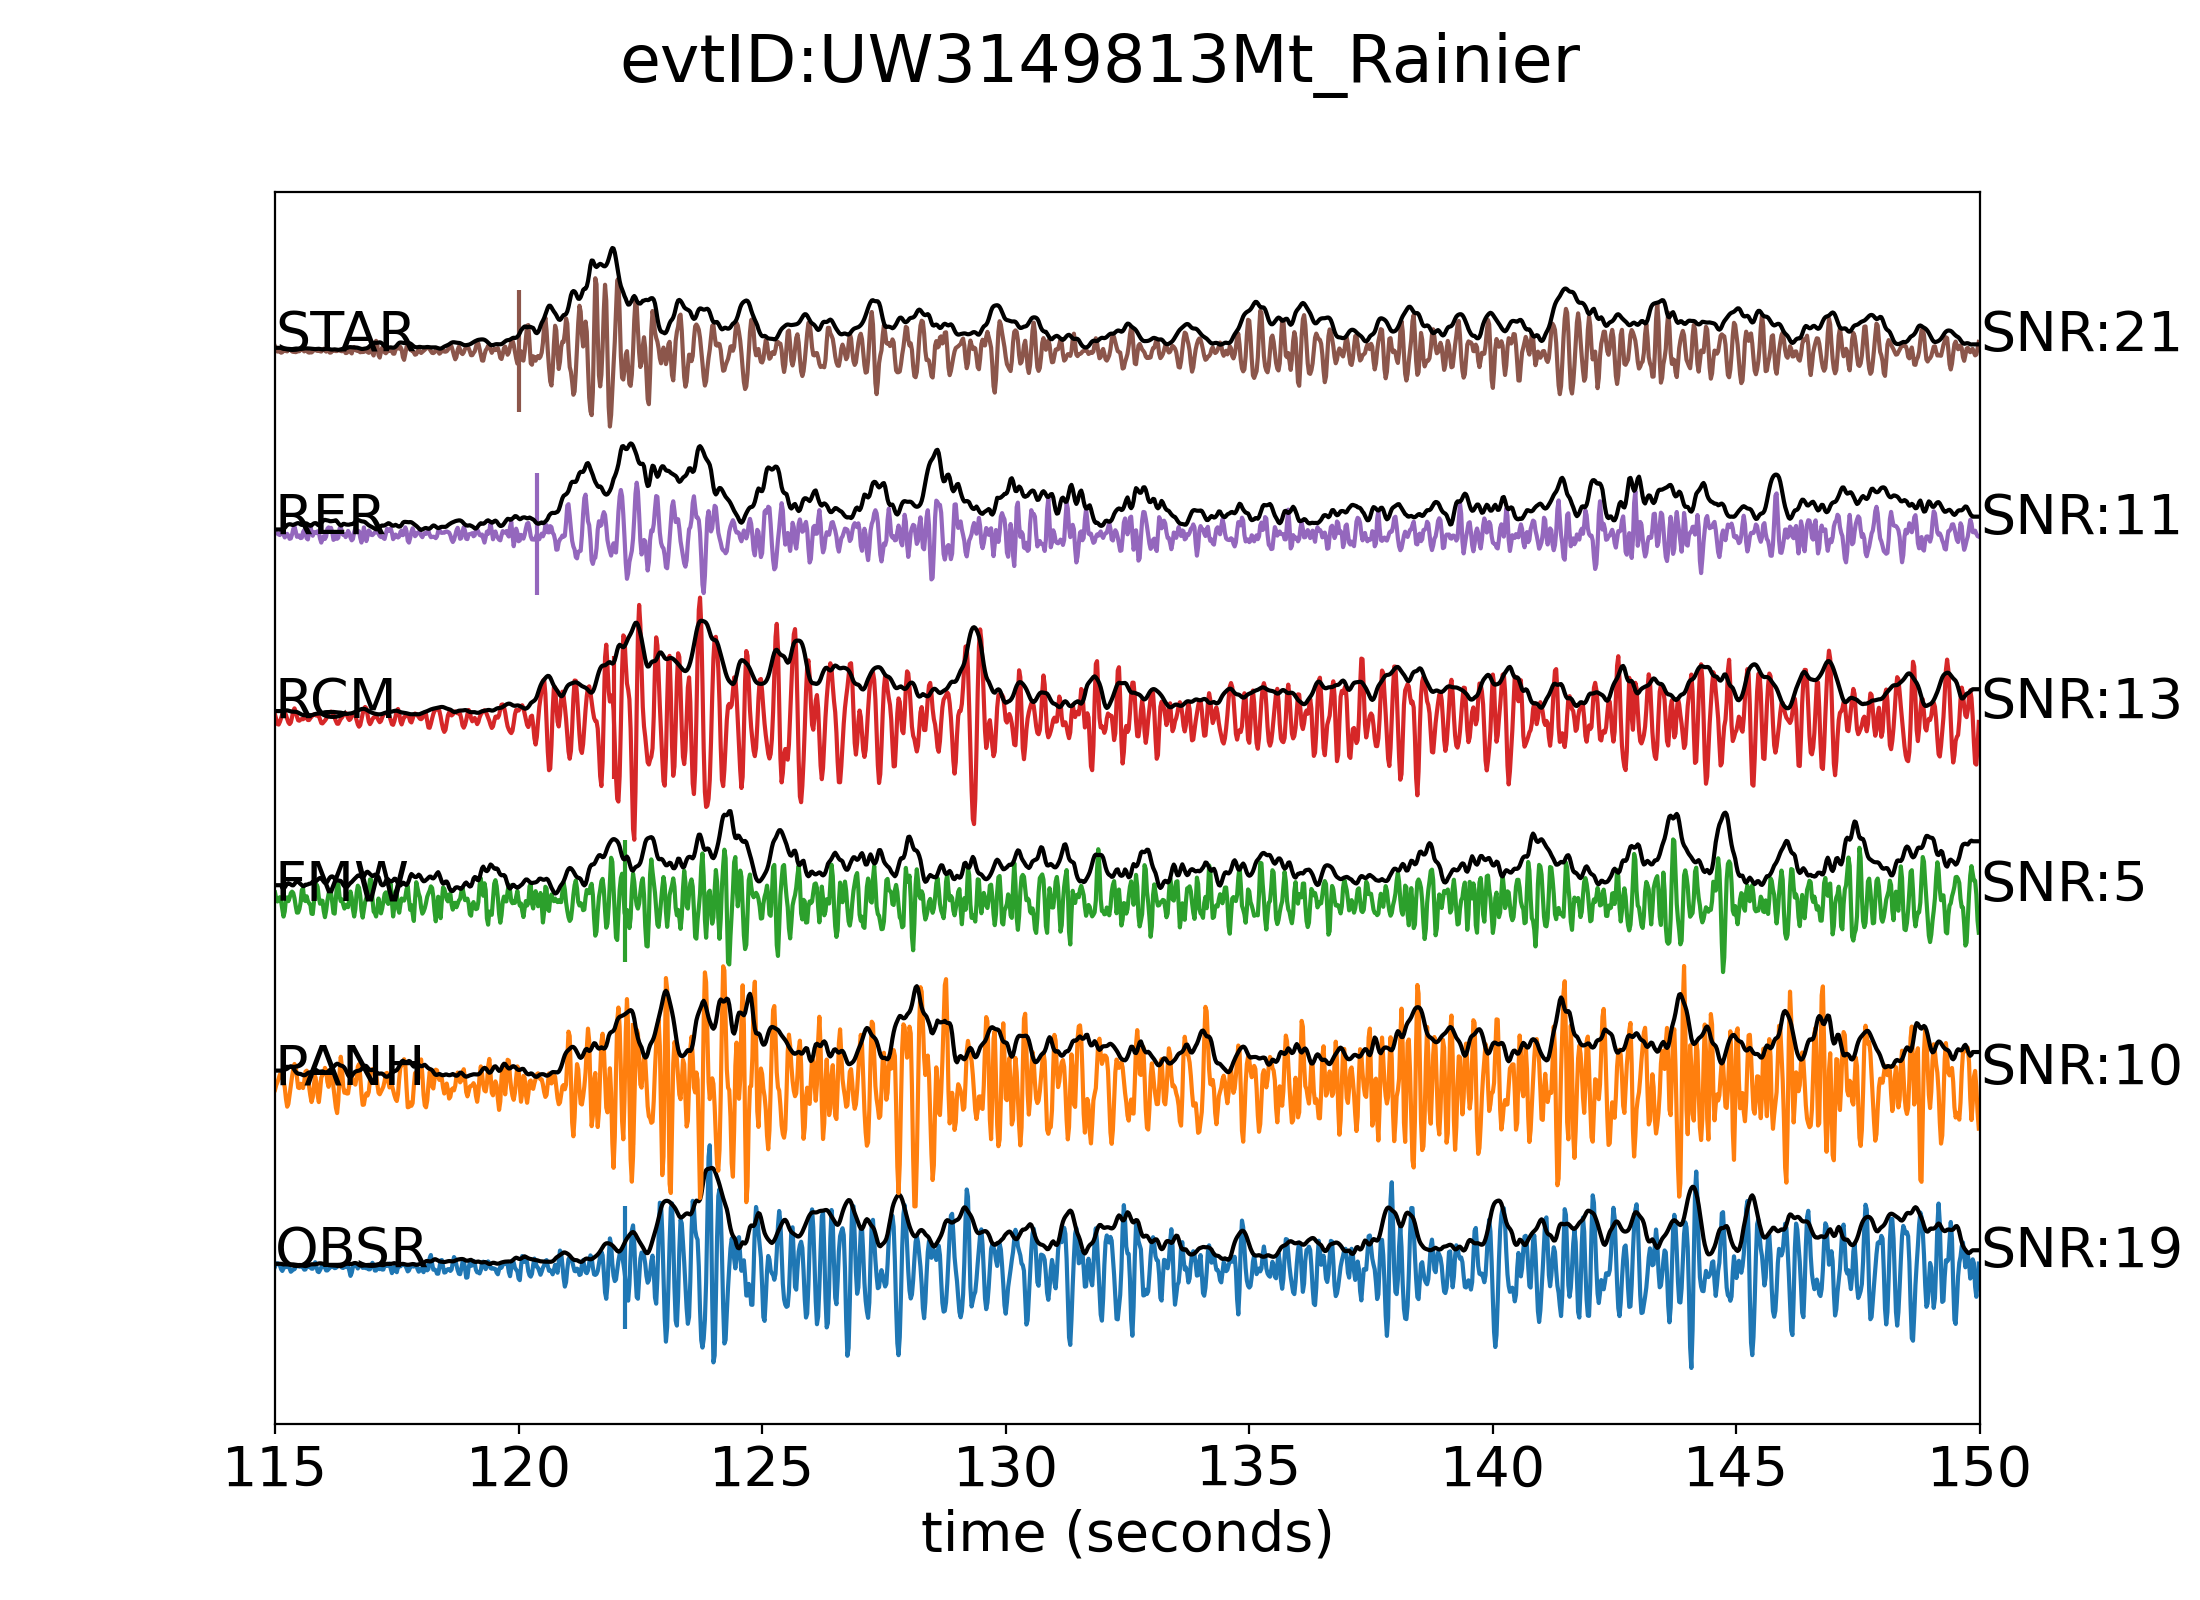 evtID:UW3149813Mt_Rainier
STAR SNR:21
RER SNR:11
RCM SNR:13
FMW SNR:5
PANH SNR:10
OBSR SNR:19
115 120 125 130 135 140 145 150
time (seconds)